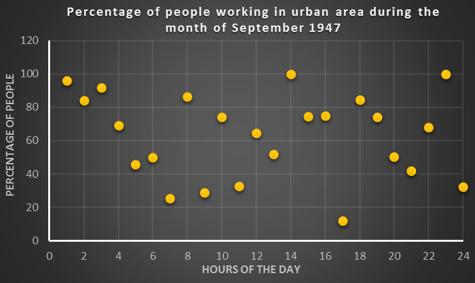 Percentage of people working in urban area during the
month of September 1947
120
100
80
60
40
20
0
PERCENTAGE OF PEOPLE
0 2 4 6 8 10 12 14 16 18 20 22 24
HOURS OF THE DAY